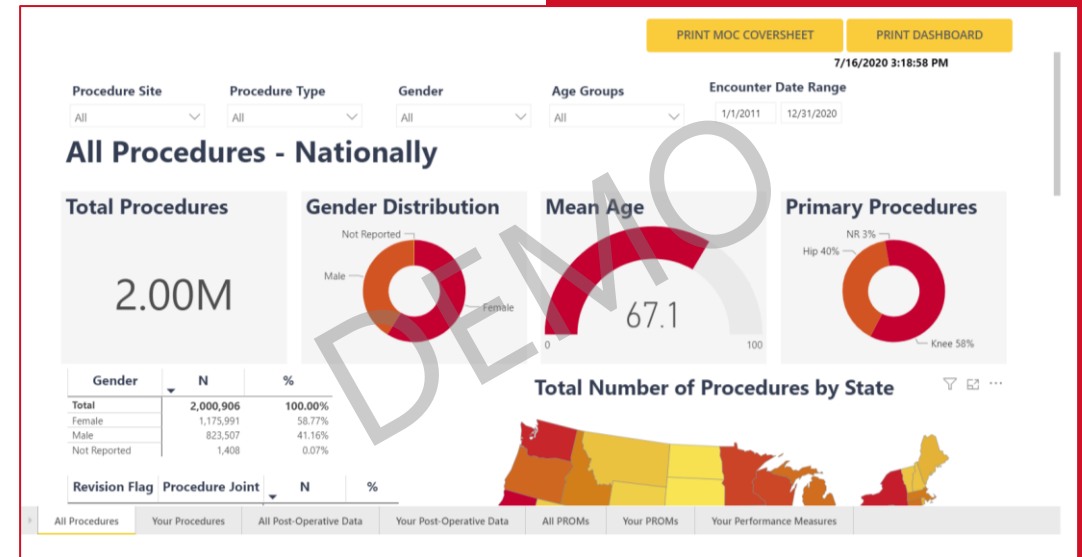 PRINT MOC COVERSHEET PRINT DASHBOARD
7/16/2020 3:18:58 PM
Procedure Site Procedure Type Gender Age Groups Encounter Date Range
All All All All 1/1/2011 12/31/2020
All Procedures - Nationally
Total Procedures
2.00M
Gender Distribution
Not Reported
Male
Female
Mean Age
67.1
0 100
Primary Procedures
NR 3%
Hip 40%
Knee 58%
DEMO
Gender N %
Total 2,000,906 100.00%
Female 1,175,991 58.77%
Male 823,507 41.16%
Not Reported 1,408 0.07%
Revision Flag Procedure Joint N %
Total Number of Procedures by State
All Procedures Your Procedures All Post-Operative Data Your Post-Operative Data All PROMs Your PROMs Your Performance Measures